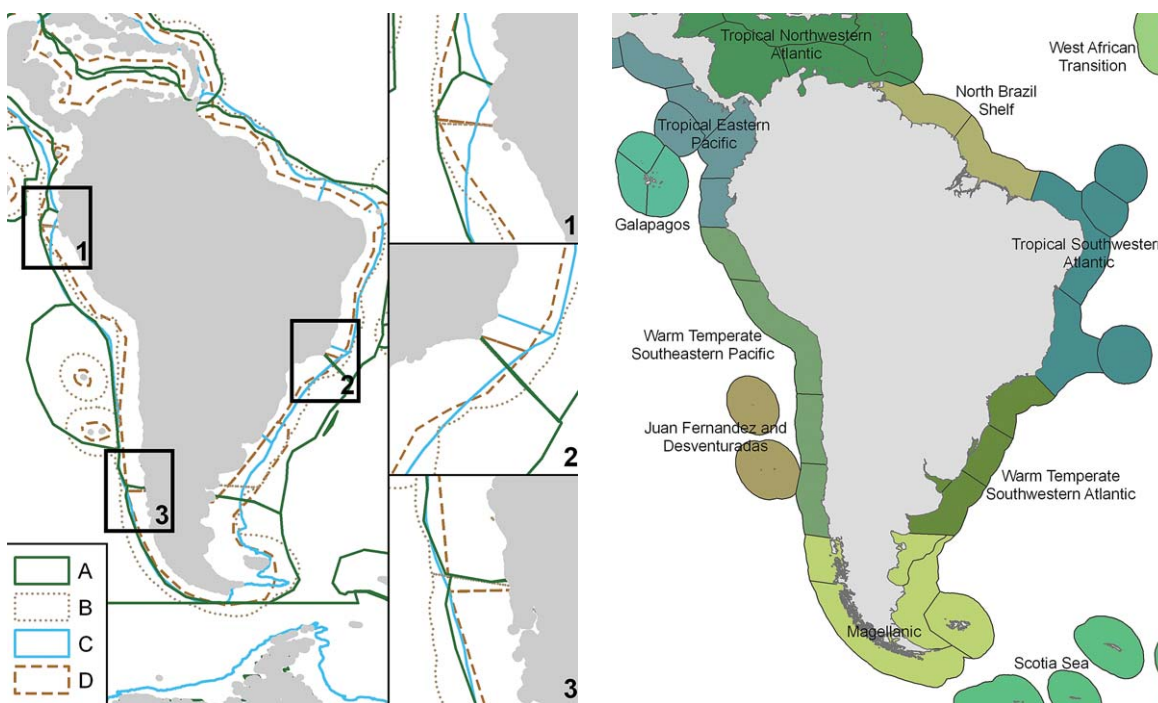 1
2
3
1
2
3
A
B
C
D
Tropical Northwestern
Atlantic
West African
Transition
North Brazil
Shelf
Tropical Eastern
Pacific
Galapagos
Tropical Southwestern
Atlantic
Warm Temperate
Southeastern Pacific
Juan Fernandez and
Desventuradas
Warm Temperate
Southwestern Atlantic
Magellanic
Scotia Sea